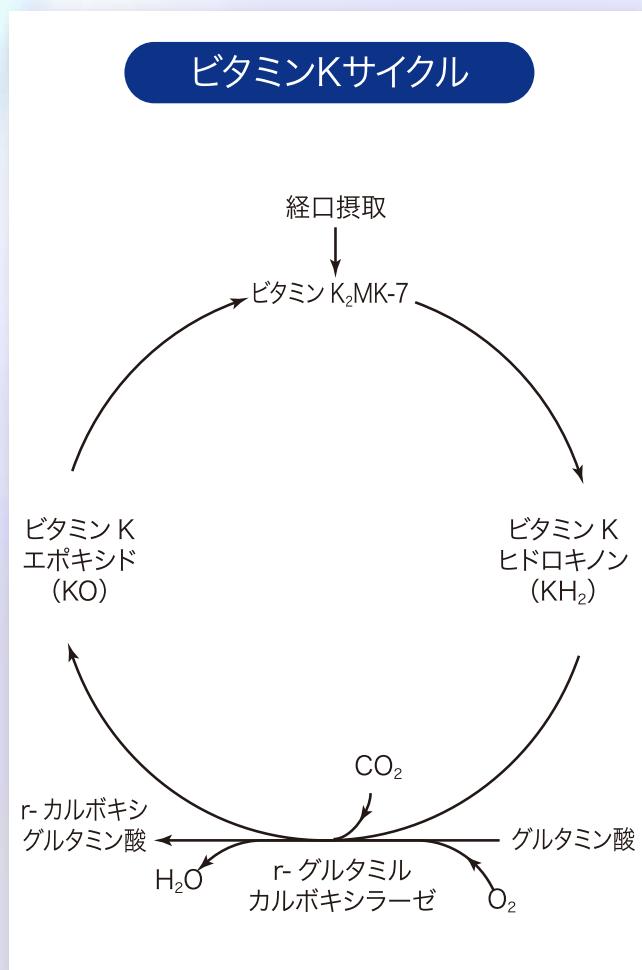 ビタミンKサイクル
経口摂取
ビタミン K₂MK-7
ビタミン K
エポキシド
(KO)
ビタミン K
ヒドロキノン
(KH₂)
CO₂
r- カルボキシ
グルタミン酸
グルタミン酸
H₂O
r- グルタミル
カルボキシラーゼ
O₂